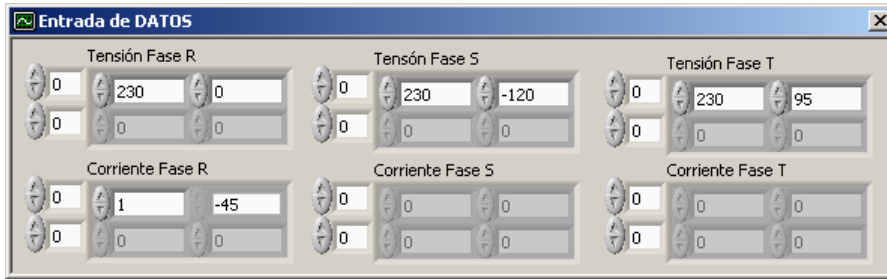 Entrada de DATOS
Tensión Fase R
0 230 0
0 0 0
Tensón Fase S
0 230 -120
0 0 0
Tensión Fase T
0 230 95
0 0 0
Corriente Fase R
0 1 -45
0 0 0
Corriente Fase S
0 0 0
0 0 0
Corriente Fase T
0 0 0
0 0 0